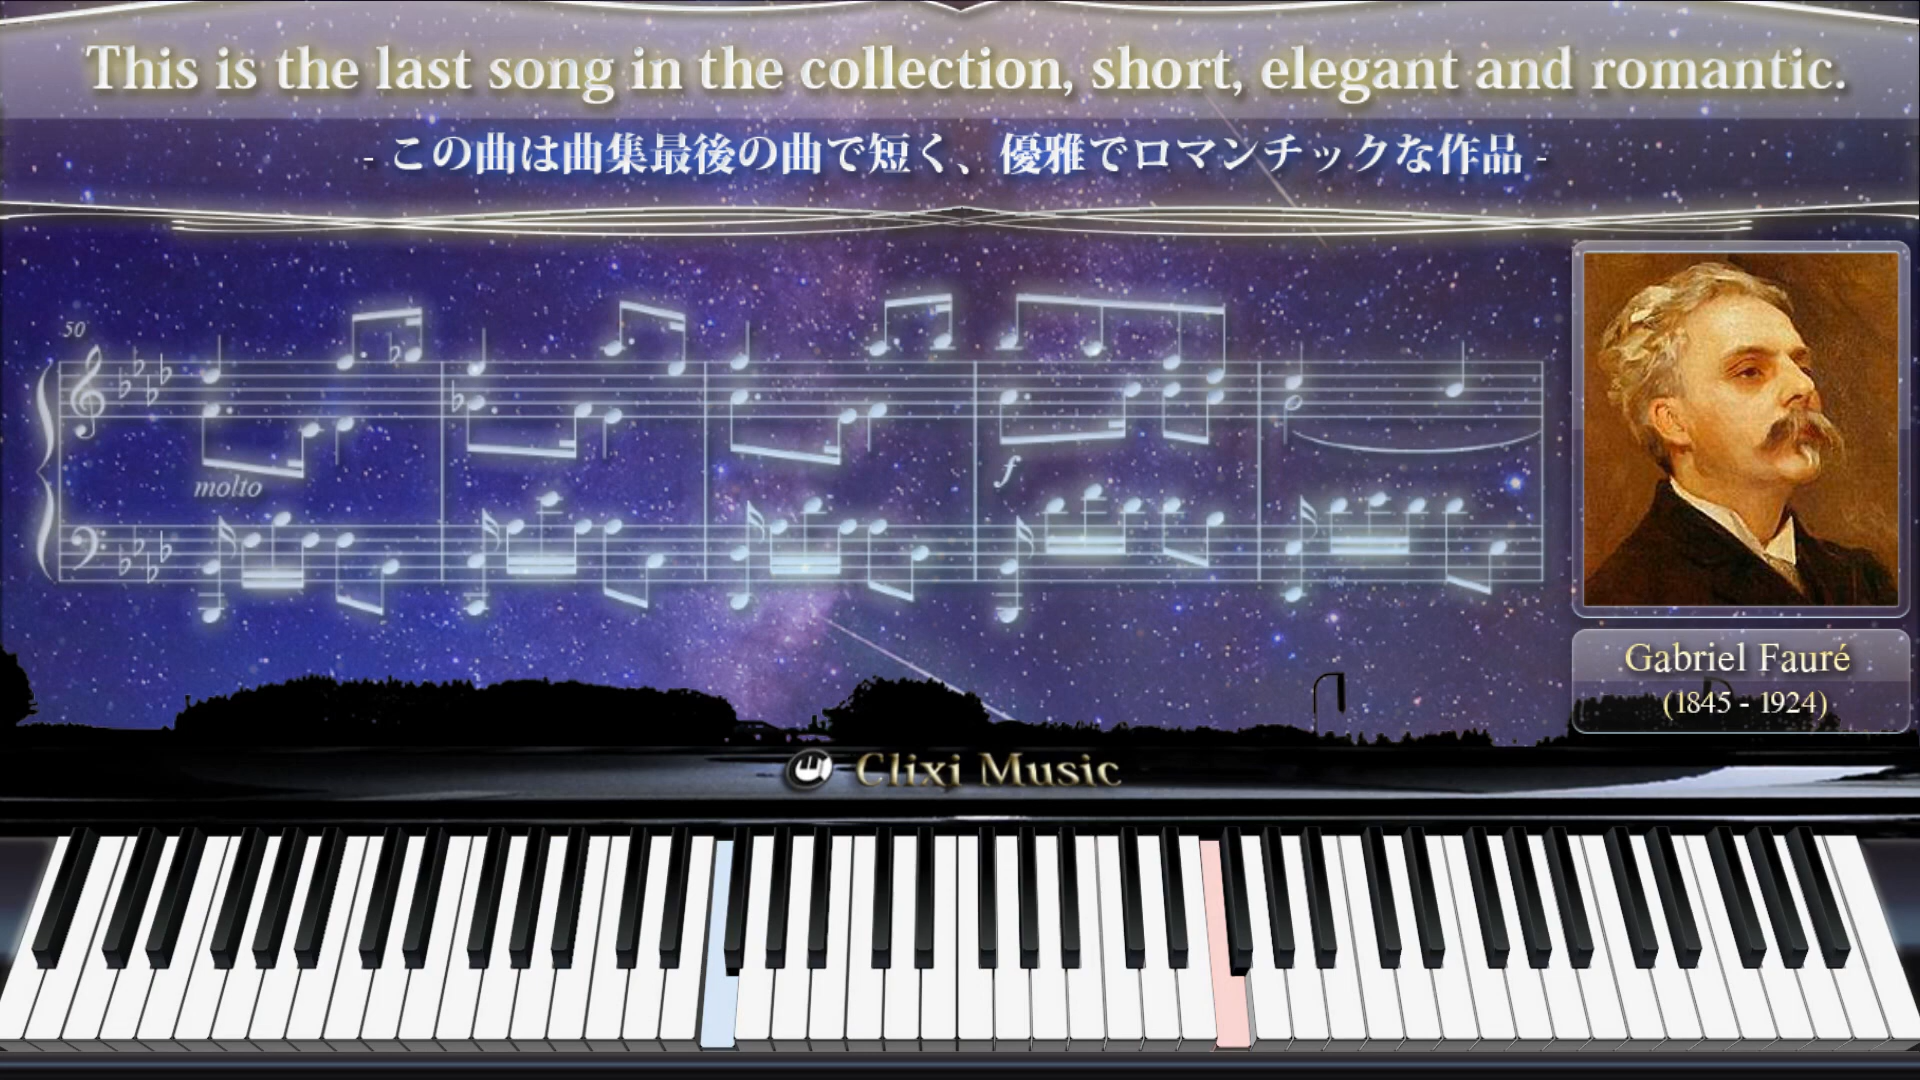 This is the last song in the collection, short, elegant and romantic.
- この曲は曲集最後の曲で短く、優雅でロマンチックな作品 -
50
molto
f
Gabriel Fauré
(1845 - 1924)
Clixi Music